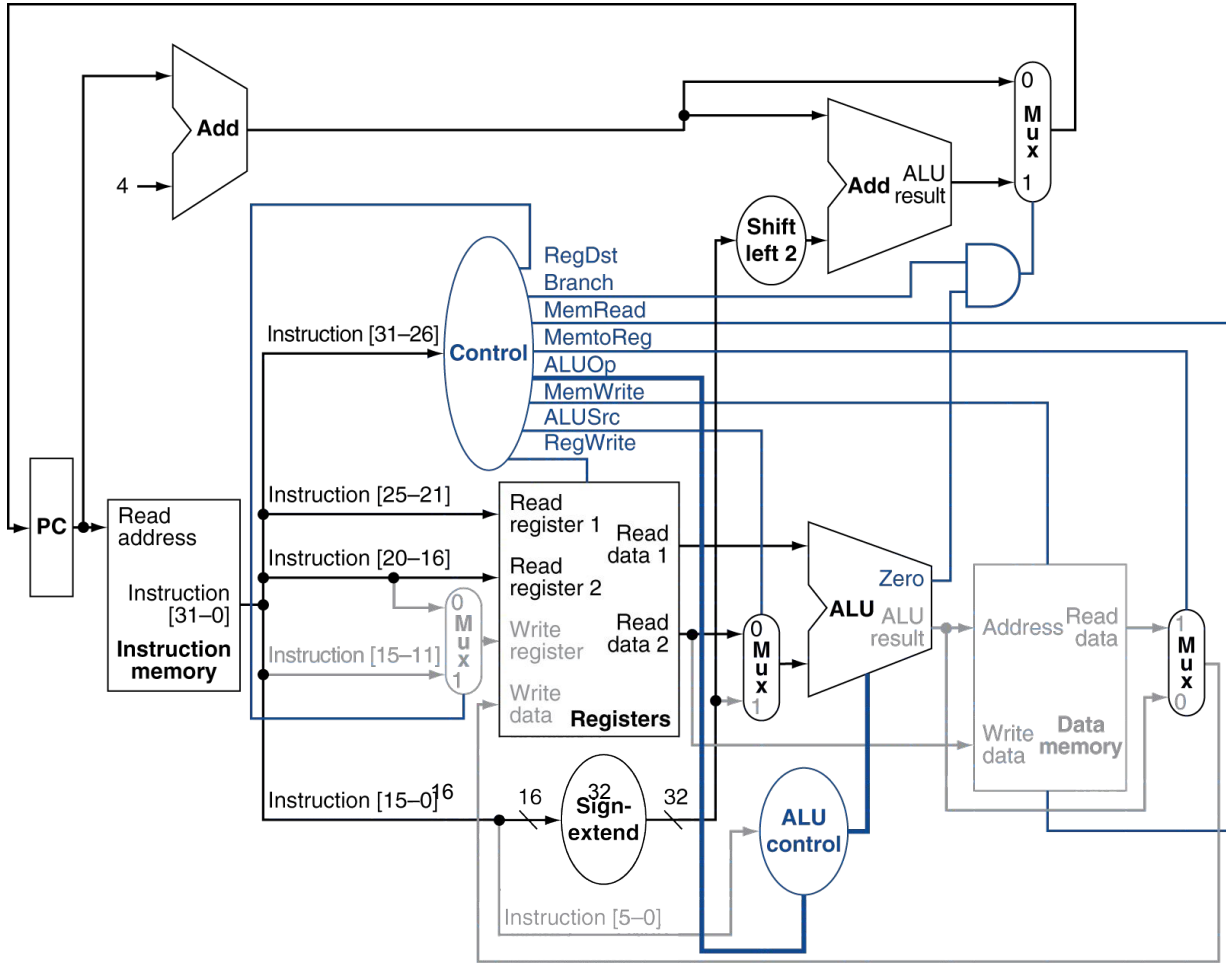 0
M
u
x
1
Add
4
Add
ALU
result
Shift
left 2
RegDst
Branch
MemRead
MemtoReg
ALUOp
MemWrite
ALUSrc
RegWrite
Control
Instruction [31–26]
Instruction [25–21]
Instruction [20–16]
Instruction [15–11]
Instruction [15–0]
16
PC
Read
address
Instruction
[31–0]
Instruction
memory
0
M
u
x
1
Read
register 1
Read
register 2
Write
register
Write
data
Read
data 1
Read
data 2
Registers
0
M
u
x
1
Zero
ALU
ALU
result
Address
Read
data
Write
data
Data
memory
1
M
u
x
0
16
32
Sign-
extend
32
ALU
control
Instruction [5–0]